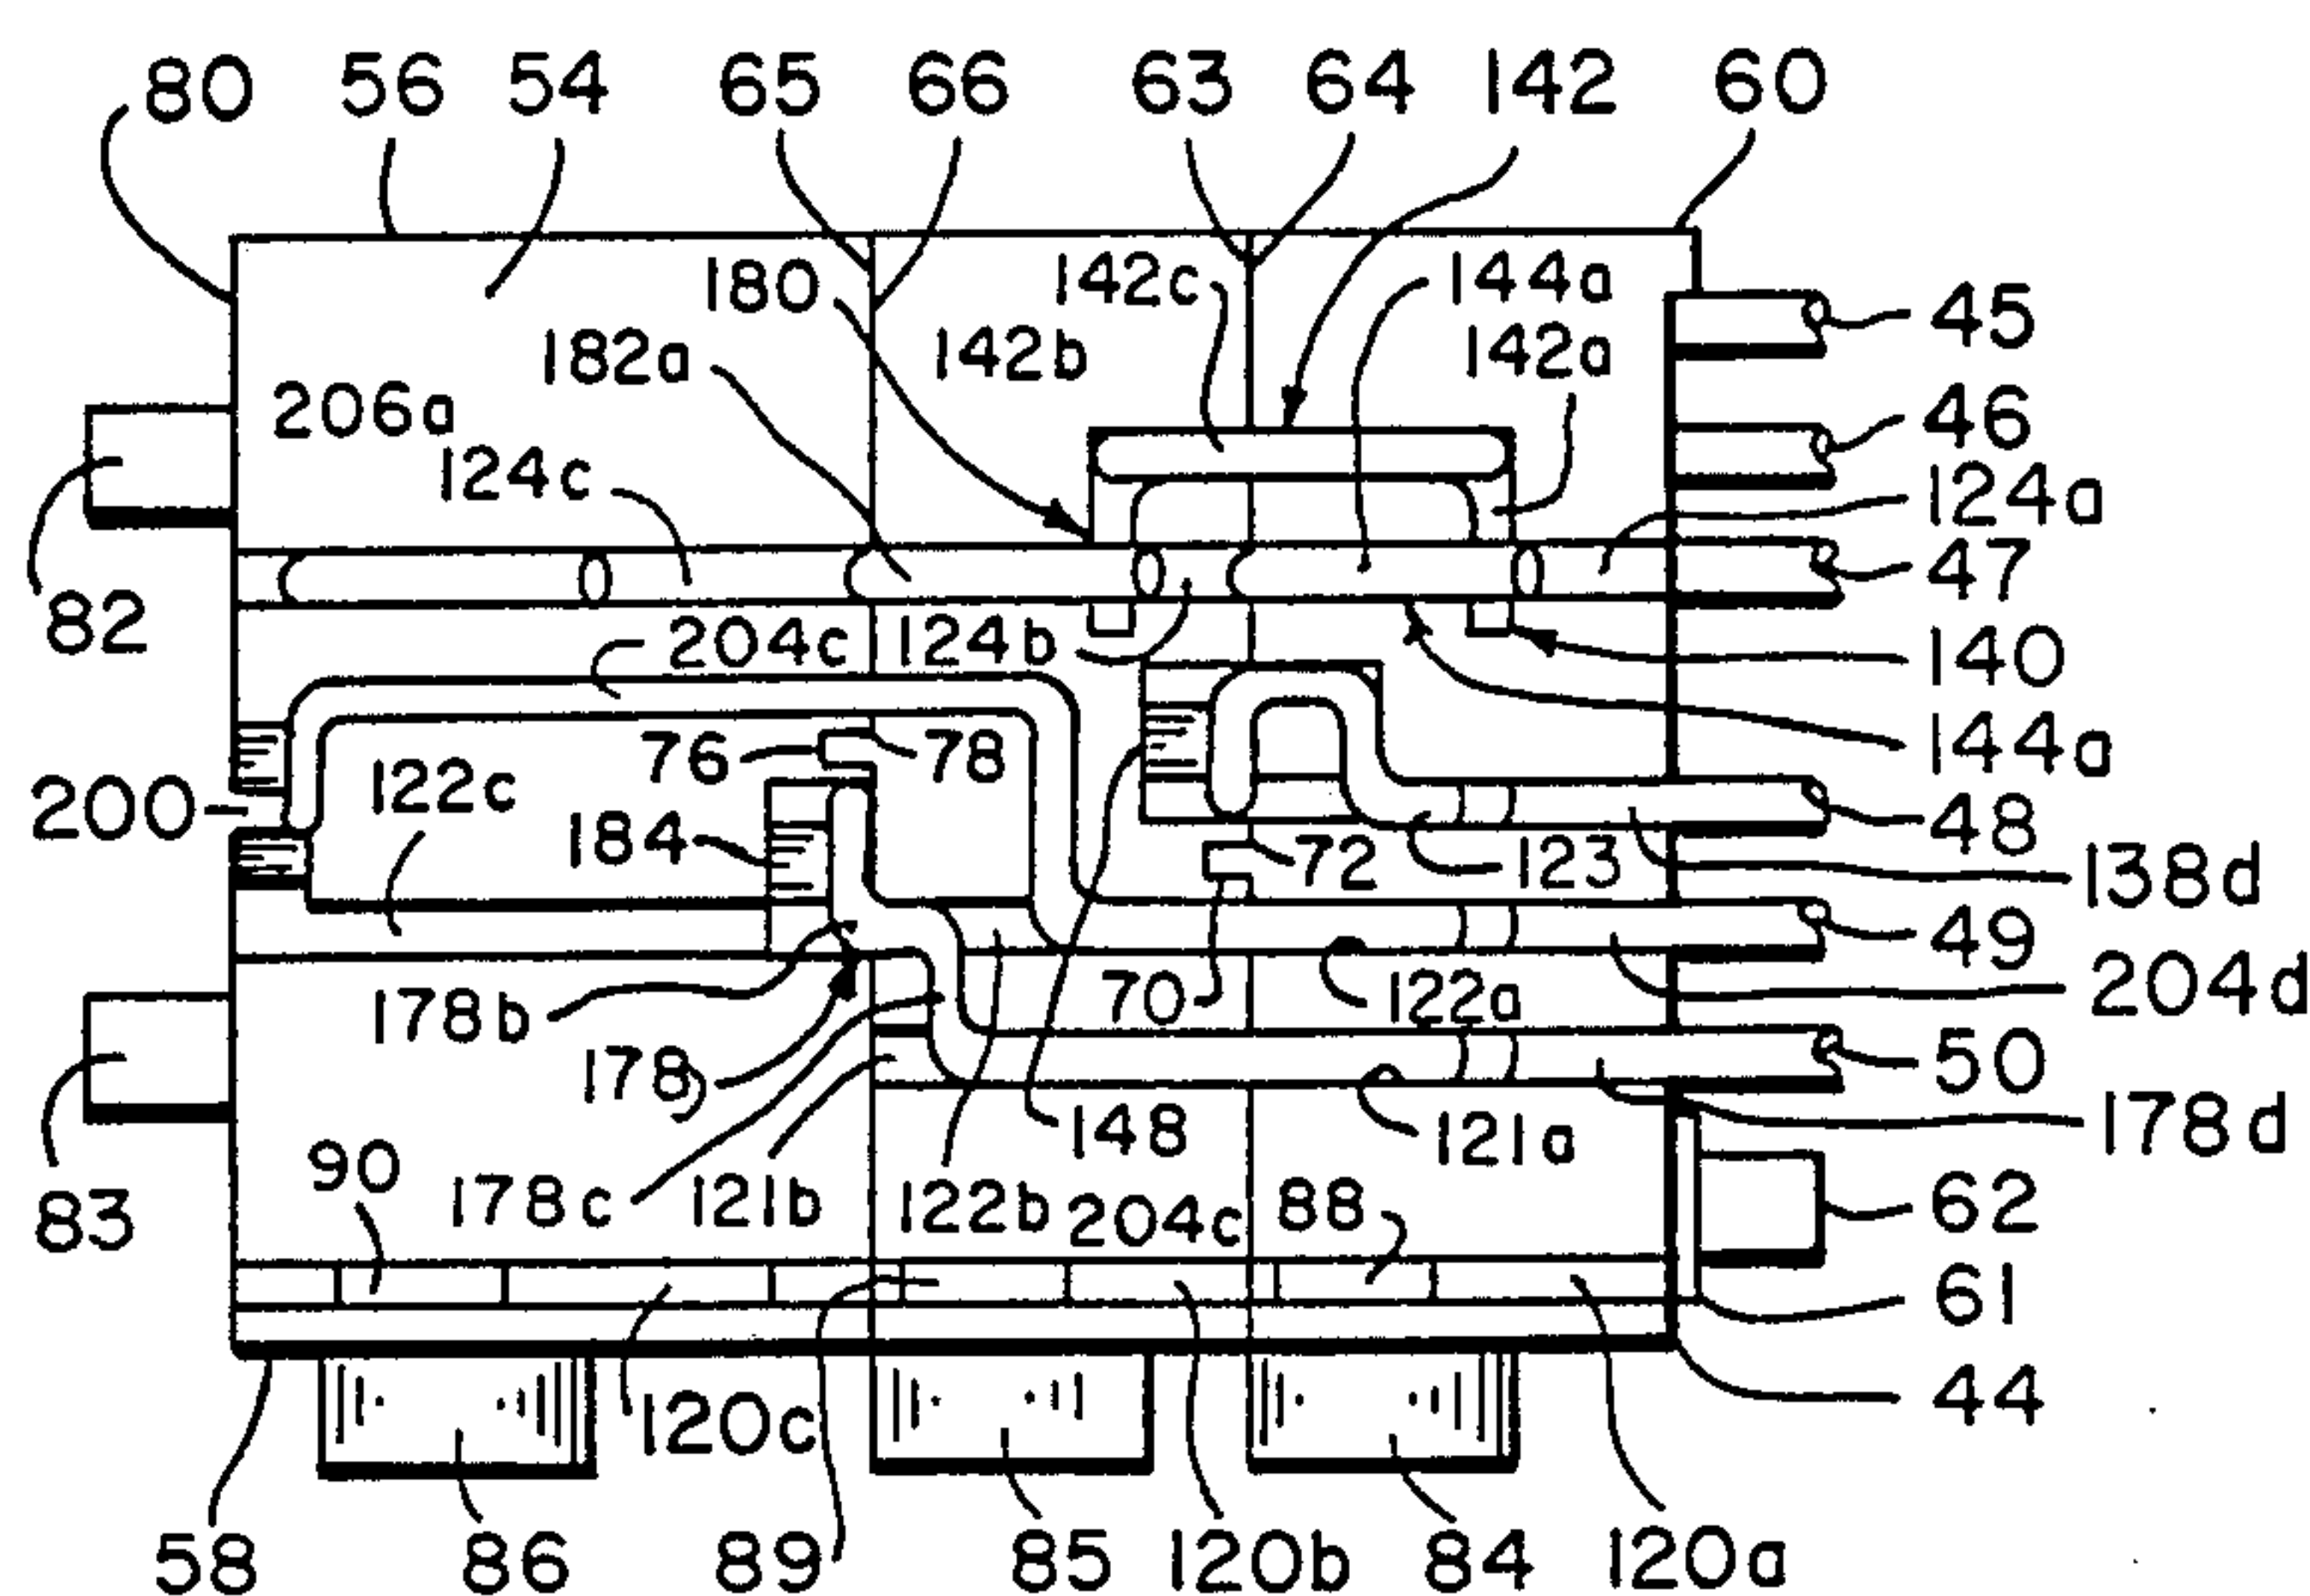 80 56 54 65 66 63 64 142 60
180 142c 144a 45
182a 142b 142a
206a 46
124c 124a
47
82 204c 124b 140
76 78 144a
200 122c 184 72 123 48
138d
49
178b 70 122a 204d
178 50
148 121a 178d
90 178c 121b 122b 204c 88 62
83
61
120c 44
58 86 89 85 120b 84 120a